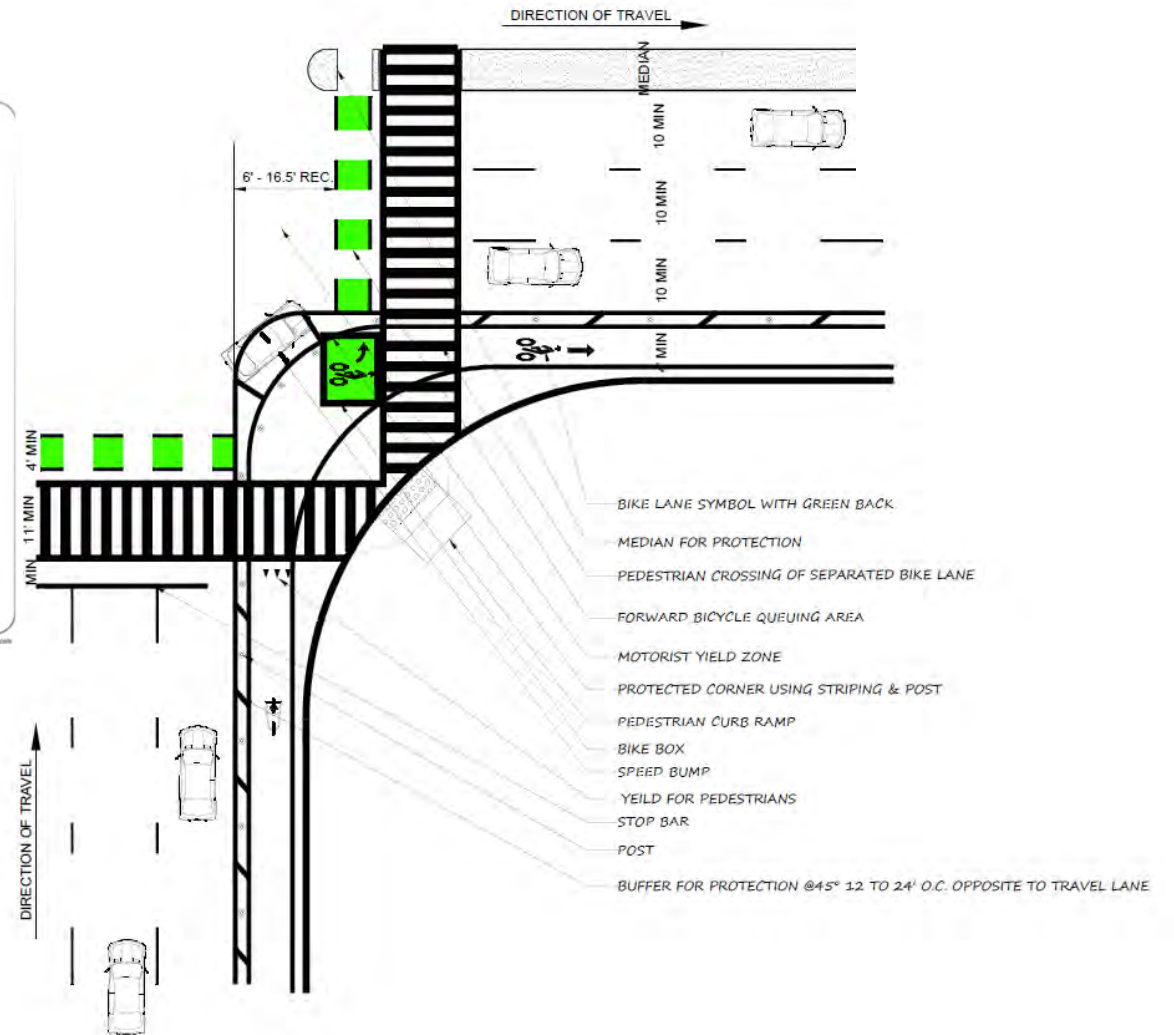 DIRECTION OF TRAVEL
MEDIAN
10 MIN
6' - 16.5' REC.
10 MIN
10 MIN
MIN
4' MIN
11' MIN
MIN
BIKE LANE SYMBOL WITH GREEN BACK
MEDIAN FOR PROTECTION
PEDESTRIAN CROSSING OF SEPARATED BIKE LANE
FORWARD BICYCLE QUEUING AREA
MOTORIST YIELD ZONE
PROTECTED CORNER USING STRIPING & POST
PEDESTRIAN CURB RAMP
BIKE BOX
SPEED BUMP
YEILD FOR PEDESTRIANS
STOP BAR
POST
BUFFER FOR PROTECTION @45° 12 TO 24' O.C. OPPOSITE TO TRAVEL LANE
DIRECTION OF TRAVEL